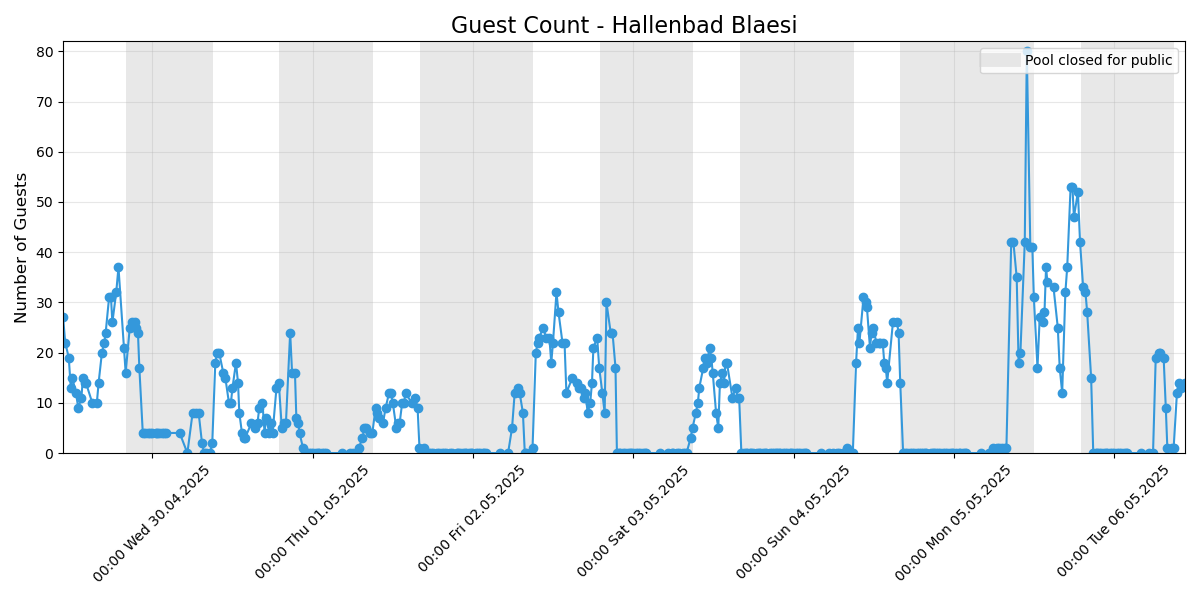 Guest Count - Hallenbad Blaesi
Pool closed for public
Number of Guests
80
70
60
50
40
30
20
10
0
00:00 Wed 30.04.2025
00:00 Thu 01.05.2025
00:00 Fri 02.05.2025
00:00 Sat 03.05.2025
00:00 Sun 04.05.2025
00:00 Mon 05.05.2025
00:00 Tue 06.05.2025